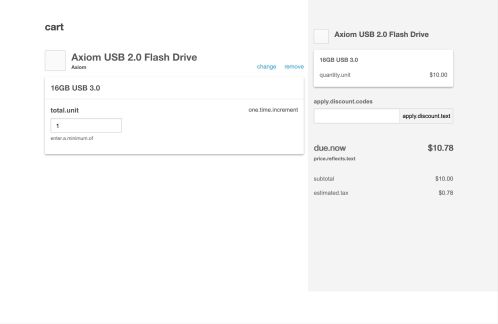 cart
Axiom USB 2.0 Flash Drive
Axiom
change remove
16GB USB 3.0
total.unit
one.time.increment
1
enter.a.minimum.of
Axiom USB 2.0 Flash Drive
16GB USB 3.0
quantity.unit $10.00
apply.discount.codes
apply.discount.text
due.now $10.78
price.reflects.text
subtotal $10.00
estimated.tax $0.78